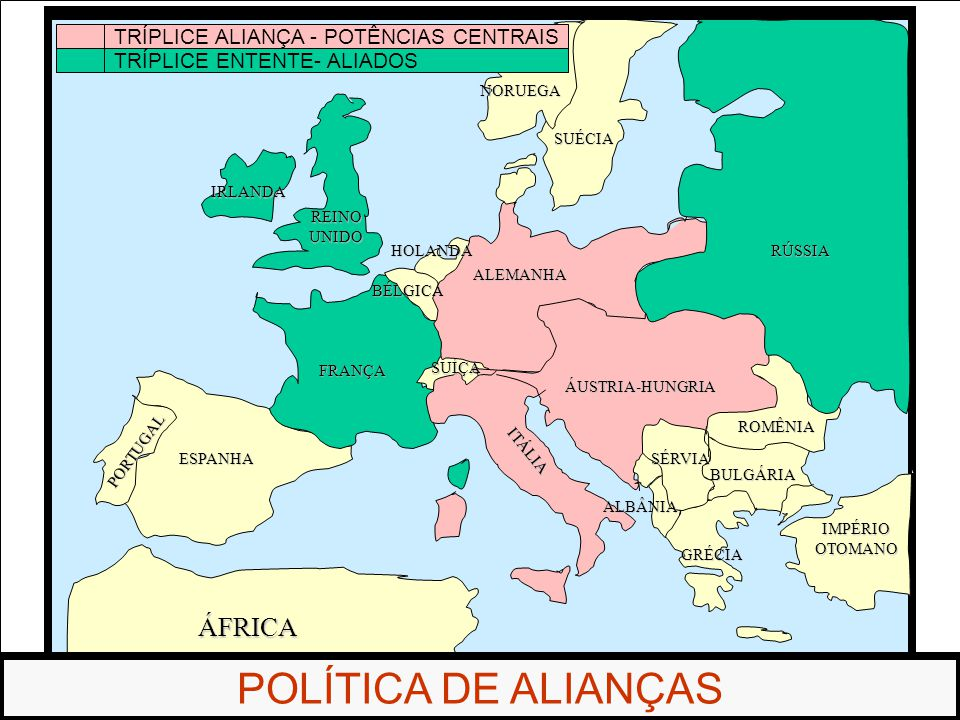 TRÍPLICE ALIANÇA - POTÊNCIAS CENTRAIS
TRÍPLICE ENTENTE- ALIADOS
NORUEGA
SUÉCIA
IRLANDA
REINO
UNIDO
HOLANDA
RÚSSIA
ALEMANHA
BÉLGICA
FRANÇA
SUIÇA
ÁUSTRIA-HUNGRIA
PORTUGAL
ESPANHA
ITÁLIA
ROMÊNIA
SÉRVIA
BULGÁRIA
ALBÂNIA
IMPÉRIO
OTOMANO
GRÉCIA
ÁFRICA
POLÍTICA DE ALIANÇAS